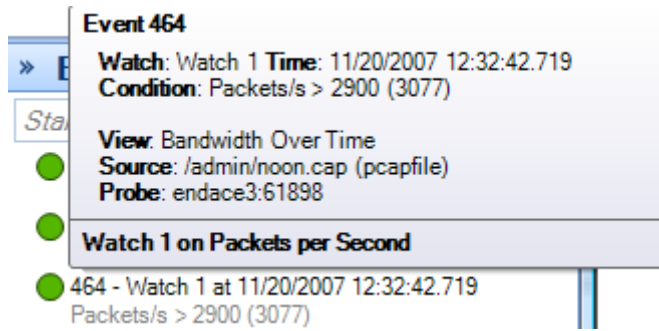 Event 464
Watch: Watch 1 Time: 11/20/2007 12:32:42.719
Condition: Packets/s > 2900 (3077)
View: Bandwidth Over Time
Source: /admin/noon.cap (pcapfile)
Probe: endace3:61898
Watch 1 on Packets per Second
464 - Watch 1 at 11/20/2007 12:32:42.719
Packets/s > 2900 (3077)